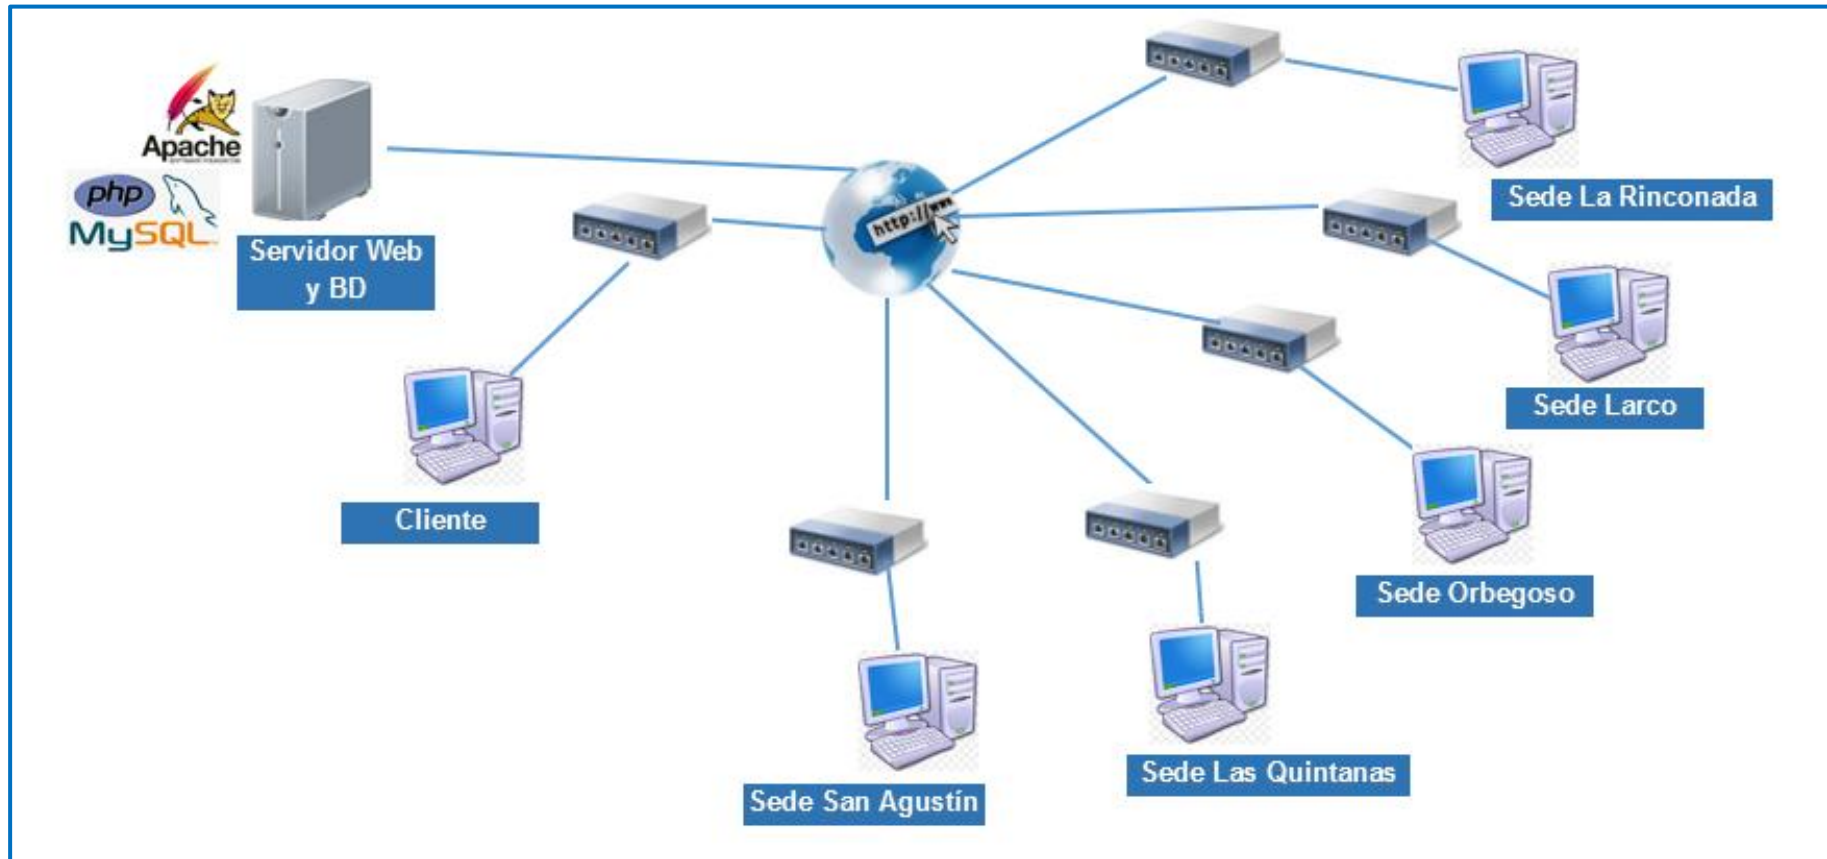 Apache
php
MySQL
Servidor Web
y BD
http://www
Sede La Rinconada
Sede Larco
Cliente
Sede Orbegoso
Sede Las Quintanas
Sede San Agustín